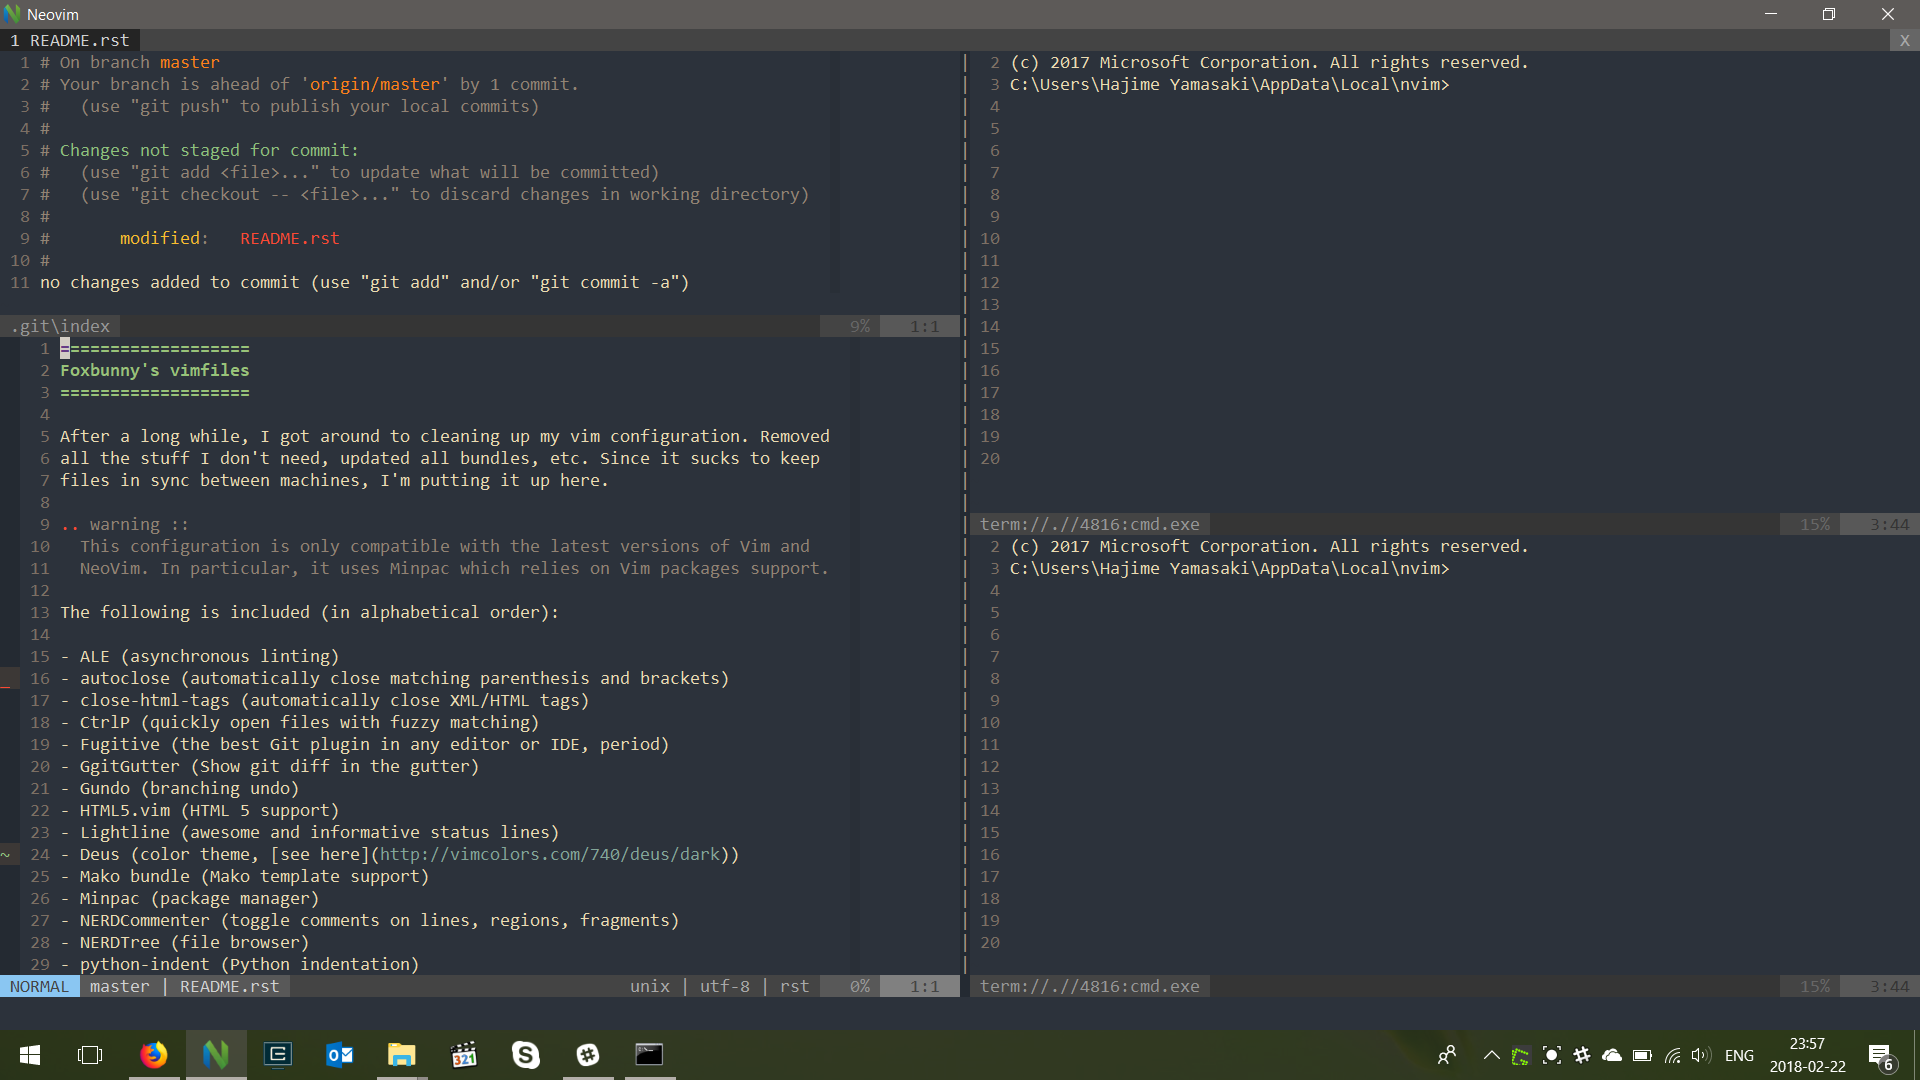 Neovim
1 README.rst X
1 # On branch master
2 # Your branch is ahead of 'origin/master' by 1 commit.
3 #   (use "git push" to publish your local commits)
4 #
5 # Changes not staged for commit:
6 #   (use "git add <file>..." to update what will be committed)
7 #   (use "git checkout -- <file>..." to discard changes in working directory)
8 #
9 #       modified:   README.rst
10 #
11 no changes added to commit (use "git add" and/or "git commit -a")
.git\index 9% 1:1
1 ===================
2 Foxbunny's vimfiles
3 ===================
4
5 After a long while, I got around to cleaning up my vim configuration. Removed
6 all the stuff I don't need, updated all bundles, etc. Since it sucks to keep
7 files in sync between machines, I'm putting it up here.
8
9 .. warning ::
10   This configuration is only compatible with the latest versions of Vim and
11   NeoVim. In particular, it uses Minpac which relies on Vim packages support.
12
13 The following is included (in alphabetical order):
14
15 - ALE (asynchronous linting)
_ 16 - autoclose (automatically close matching parenthesis and brackets)
17 - close-html-tags (automatically close XML/HTML tags)
18 - CtrlP (quickly open files with fuzzy matching)
19 - Fugitive (the best Git plugin in any editor or IDE, period)
20 - GgitGutter (Show git diff in the gutter)
21 - Gundo (branching undo)
22 - HTML5.vim (HTML 5 support)
23 - Lightline (awesome and informative status lines)
~ 24 - Deus (color theme, [see here](http://vimcolors.com/740/deus/dark))
25 - Mako bundle (Mako template support)
26 - Minpac (package manager)
27 - NERDCommenter (toggle comments on lines, regions, fragments)
28 - NERDTree (file browser)
29 - python-indent (Python indentation)
NORMAL master | README.rst unix | utf-8 | rst 0% 1:1
2 (c) 2017 Microsoft Corporation. All rights reserved.
3 C:\Users\Hajime Yamasaki\AppData\Local\nvim>
4
5
6
7
8
9
10
11
12
13
14
15
16
17
18
19
20
term://.//4816:cmd.exe 15% 3:44
2 (c) 2017 Microsoft Corporation. All rights reserved.
3 C:\Users\Hajime Yamasaki\AppData\Local\nvim>
4
5
6
7
8
9
10
11
12
13
14
15
16
17
18
19
20
term://.//4816:cmd.exe 15% 3:44
321
ENG
23:57
2018-02-22
6